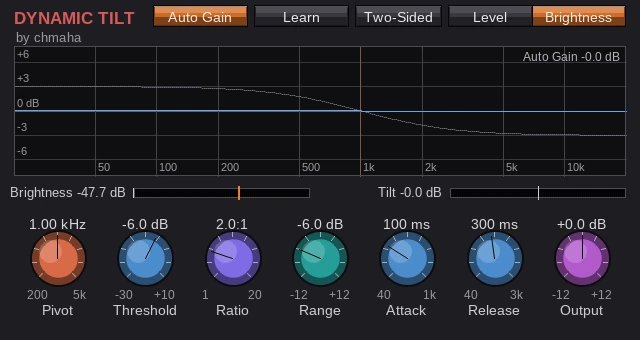 DYNAMIC TILT
Auto Gain
Learn
Two-Sided
Level
Brightness
by chmaha
Auto Gain -0.0 dB
+6
+3
0 dB
-3
-6
50
100
200
500
1k
2k
5k
10k
Brightness -47.7 dB
Tilt -0.0 dB
1.00 kHz
-6.0 dB
2.0:1
-6.0 dB
100 ms
300 ms
+0.0 dB
200 5k
-30 +10
1 20
-12 +12
40 1k
40 3k
-12 +12
Pivot
Threshold
Ratio
Range
Attack
Release
Output